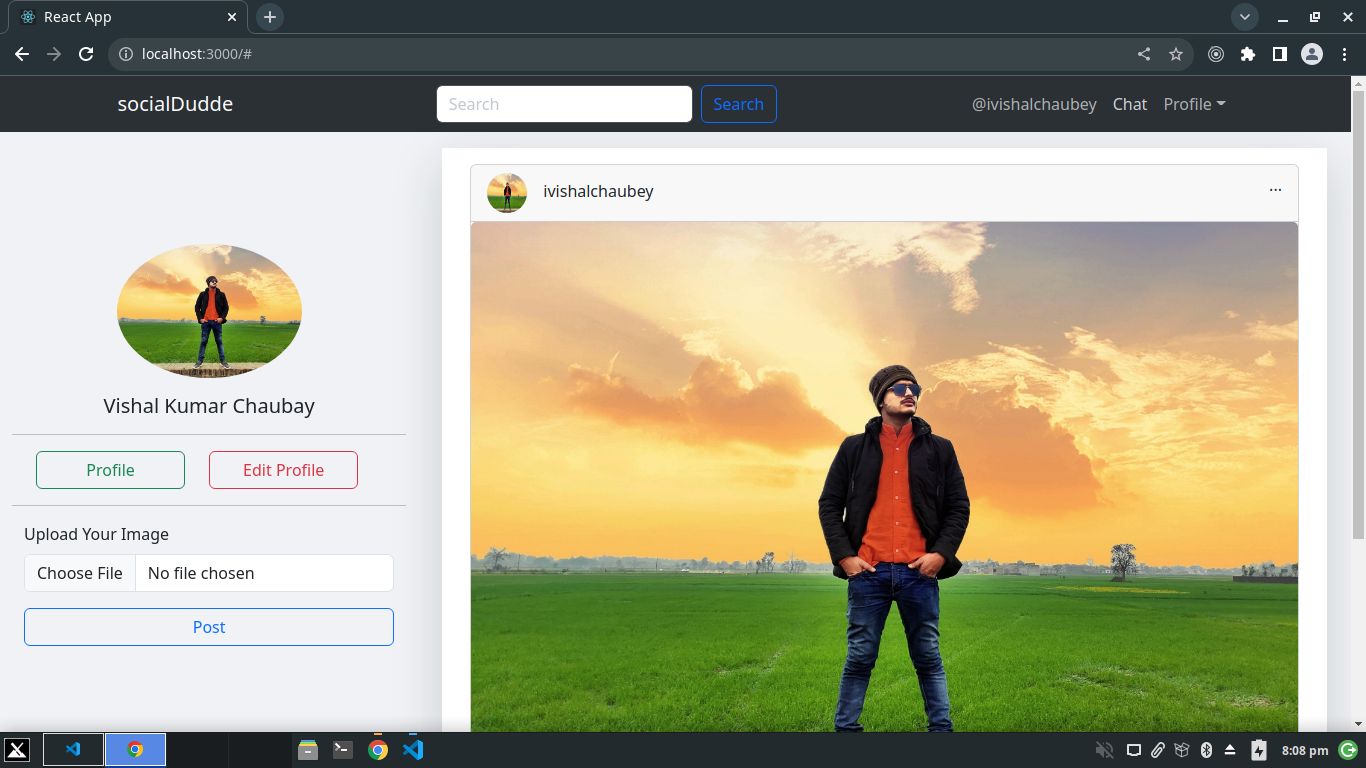 React App
localhost:3000/#
socialDudde
Search
Search
@ivishalchaubey
Chat
Profile
ivishalchaubey
...
Vishal Kumar Chaubay
Profile
Edit Profile
Upload Your Image
Choose File
No file chosen
Post
8:08 pm